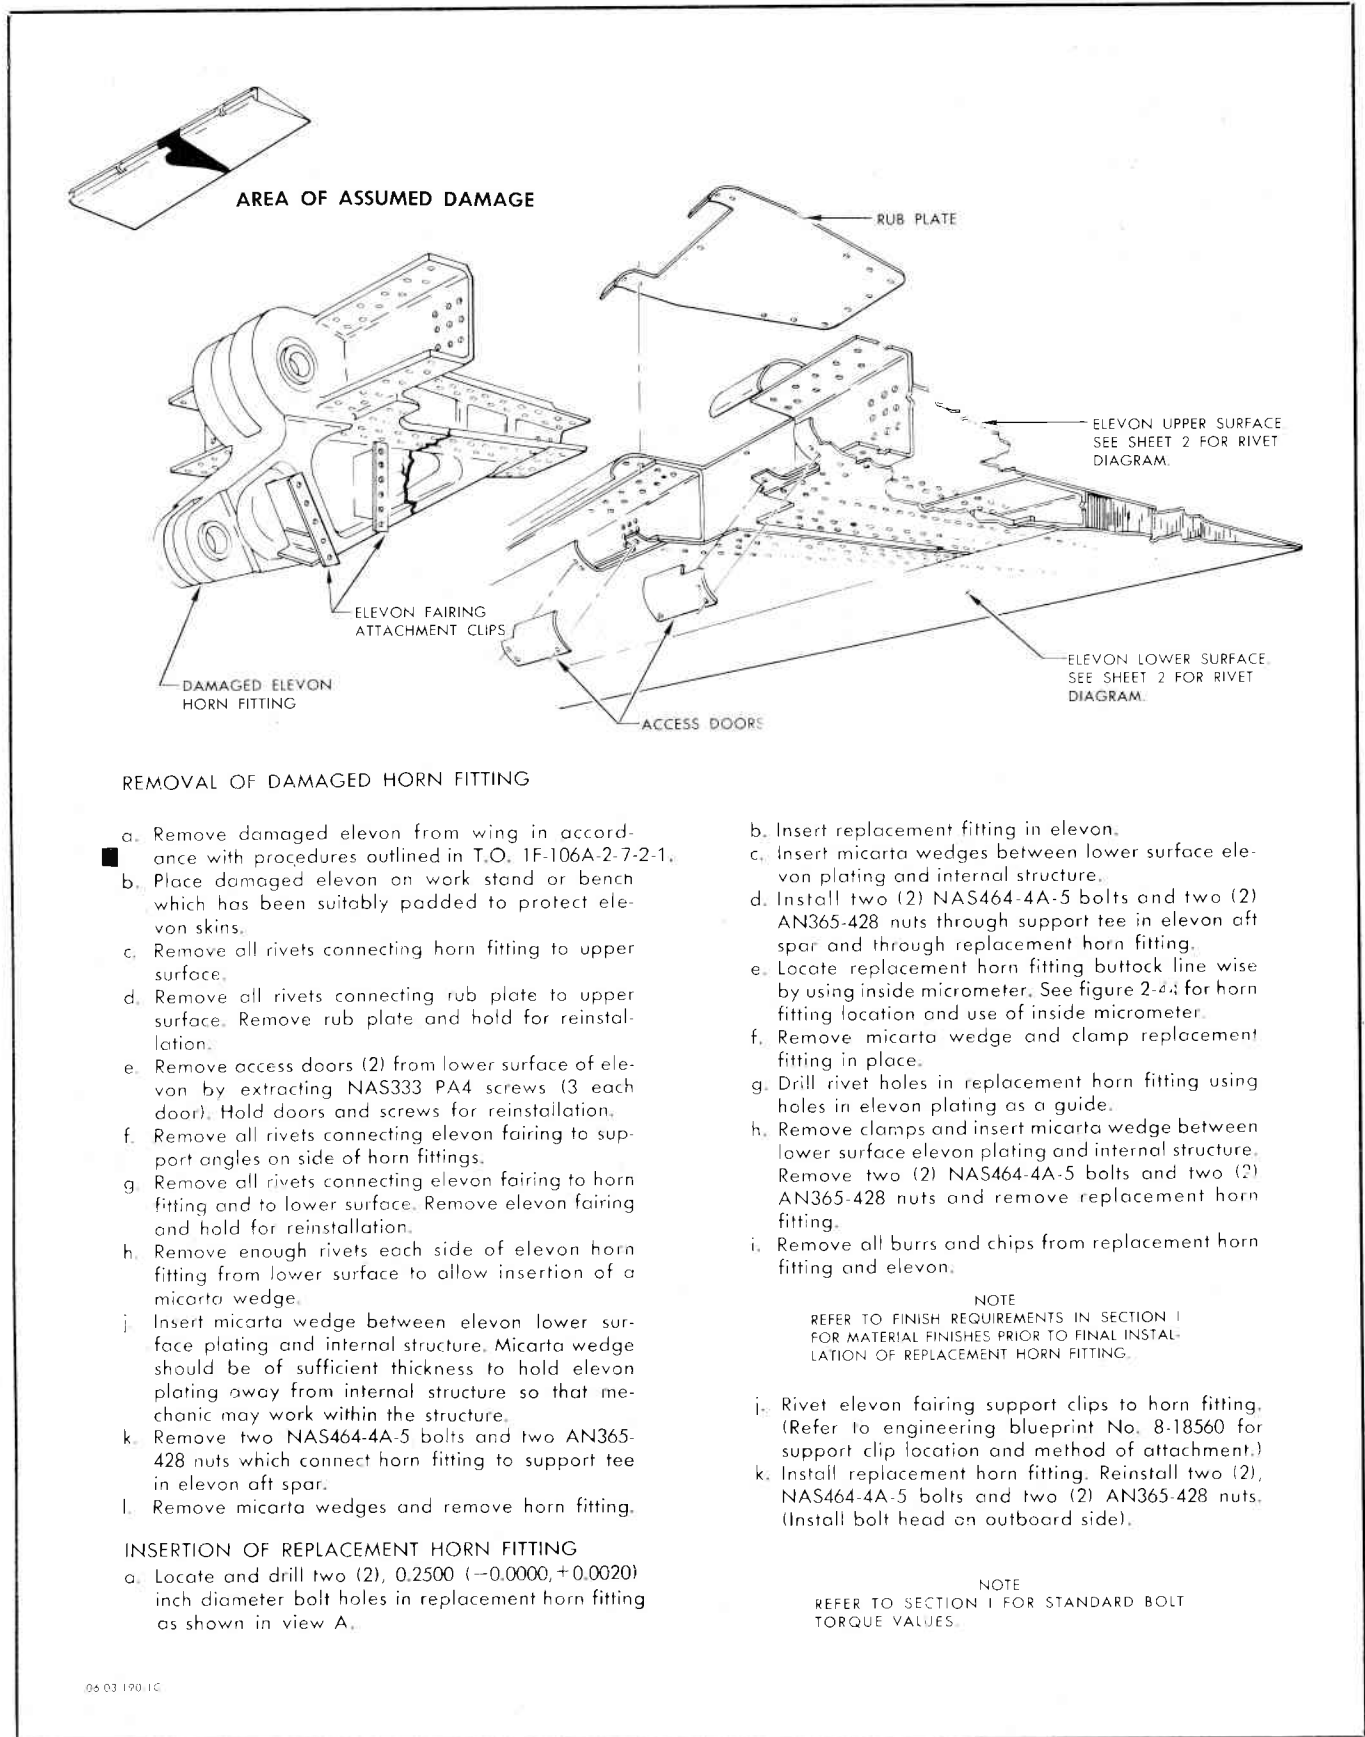 AREA OF ASSUMED DAMAGE
RUB PLATE
ELEVON UPPER SURFACE
SEE SHEET 2 FOR RIVET
DIAGRAM.
ELEVON FAIRING
ATTACHMENT CLIPS
DAMAGED ELEVON
HORN FITTING
ELEVON LOWER SURFACE.
SEE SHEET 2 FOR RIVET
DIAGRAM.
ACCESS DOORS
REMOVAL OF DAMAGED HORN FITTING
a. Remove damaged elevon from wing in accord-
ance with procedures outlined in T.O. 1F-106A-2-7-2-1.
b. Place damaged elevon on work stand or bench
which has been suitably padded to protect ele-
von skins.
c. Remove all rivets connecting horn fitting to upper
surface.
d. Remove all rivets connecting rub plate to upper
surface. Remove rub plate and hold for reinstal-
lation.
e. Remove access doors (2) from lower surface of ele-
von by extracting NAS333 PA4 screws (3 each
door). Hold doors and screws for reinstallation.
f. Remove all rivets connecting elevon fairing to sup-
port angles on side of horn fittings.
g. Remove all rivets connecting elevon fairing to horn
fitting and to lower surface. Remove elevon fairing
and hold for reinstallation.
h. Remove enough rivets each side of elevon horn
fitting from lower surface to allow insertion of a
micarta wedge.
j. Insert micarta wedge between elevon lower sur-
face plating and internal structure. Micarta wedge
should be of sufficient thickness to hold elevon
plating away from internal structure so that me-
chanic may work within the structure.
k. Remove two NAS464-4A-5 bolts and two AN365-
428 nuts which connect horn fitting to support tee
in elevon aft spar.
l. Remove micarta wedges and remove horn fitting.
INSERTION OF REPLACEMENT HORN FITTING
a. Locate and drill two (2), 0.2500 (−0.0000, +0.0020)
inch diameter bolt holes in replacement horn fitting
as shown in view A.
b. Insert replacement fitting in elevon.
c. Insert micarta wedges between lower surface ele-
von plating and internal structure.
d. Install two (2) NAS464-4A-5 bolts and two (2)
AN365-428 nuts through support tee in elevon aft
spar and through replacement horn fitting.
e. Locate replacement horn fitting buttock line wise
by using inside micrometer. See figure for horn
fitting location and use of inside micrometer.
f. Remove micarta wedge and clamp replacement
fitting in place.
g. Drill rivet holes in replacement horn fitting using
holes in elevon plating as a guide.
h. Remove clamps and insert micarta wedge between
lower surface elevon plating and internal structure.
Remove two (2) NAS464-4A-5 bolts and two (2)
AN365-428 nuts and remove replacement horn
fitting.
i. Remove all burrs and chips from replacement horn
fitting and elevon.
NOTE
REFER TO FINISH REQUIREMENTS IN SECTION I
FOR MATERIAL FINISHES PRIOR TO FINAL INSTAL-
LATION OF REPLACEMENT HORN FITTING.
j. Rivet elevon fairing support clips to horn fitting.
(Refer to engineering blueprint No. 8-18560 for
support clip location and method of attachment.)
k. Install replacement horn fitting. Reinstall two (2),
NAS464-4A-5 bolts and two (2) AN365-428 nuts.
(Install bolt head on outboard side).
NOTE
REFER TO SECTION I FOR STANDARD BOLT
TORQUE VALUES.
06 03 190-1C